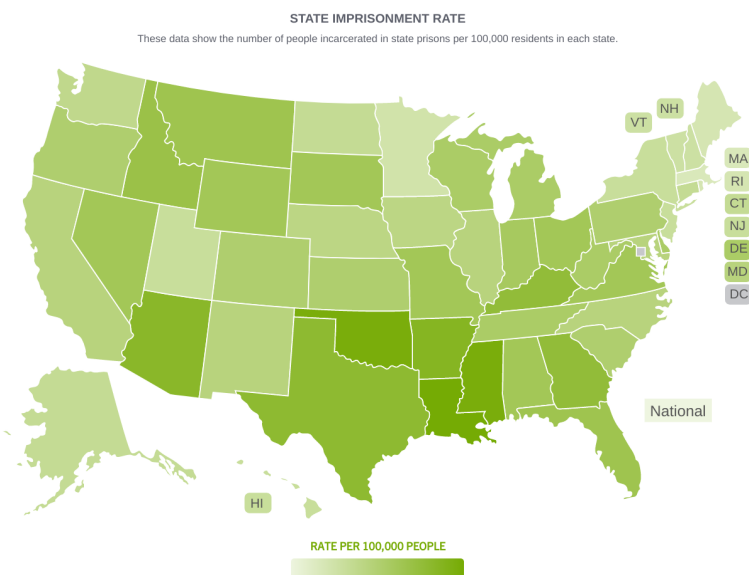 STATE IMPRISONMENT RATE
These data show the number of people incarcerated in state prisons per 100,000 residents in each state.
NH
VT
MA
RI
CT
NJ
DE
MD
DC
National
HI
RATE PER 100,000 PEOPLE